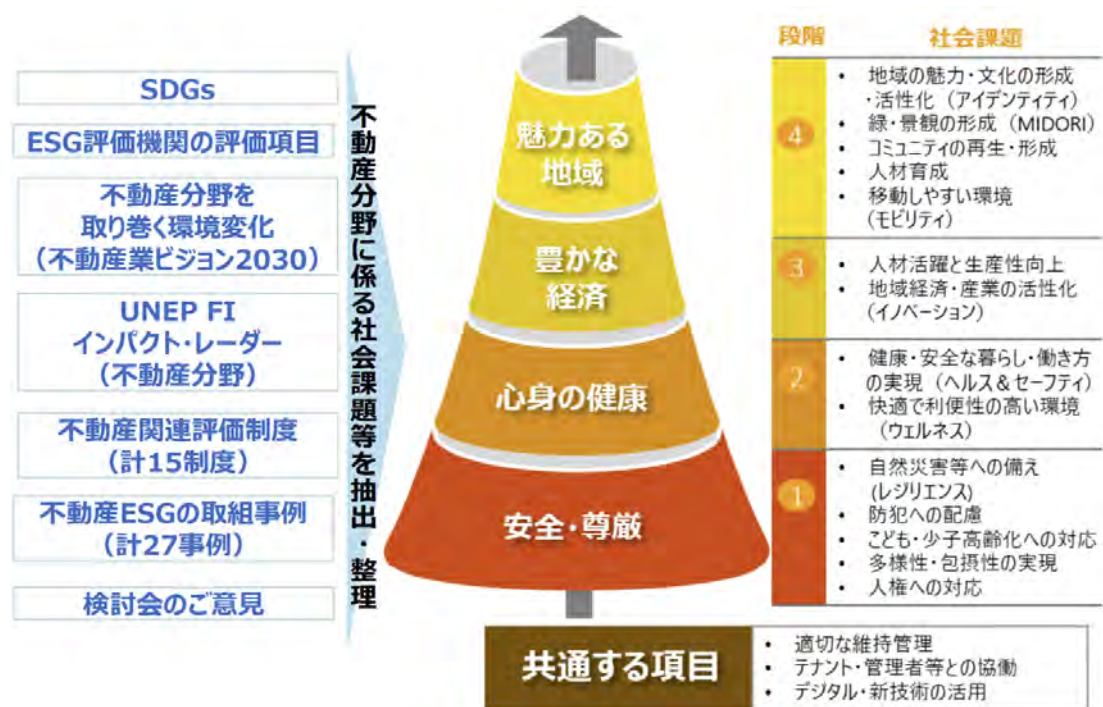 SDGs
ESG評価機関の評価項目
不動産分野を
取り巻く環境変化
（不動産業ビジョン2030）
UNEP FI
インパクト・レーダー
（不動産分野）
不動産関連評価制度
（計15制度）
不動産ESGの取組事例
（計27事例）
検討会のご意見
不動産分野に係る社会課題等を抽出・整理
魅力ある
地域
豊かな
経済
心身の健康
安全・尊厳
共通する項目
段階
社会課題
4
• 地域の魅力・文化の形成
・活性化（アイデンティティ）
• 緑・景観の形成（MIDORI）
• コミュニティの再生・形成
• 人材育成
• 移動しやすい環境
（モビリティ）
3
• 人材活躍と生産性向上
• 地域経済・産業の活性化
（イノベーション）
2
• 健康・安全な暮らし・働き方
の実現（ヘルス＆セーフティ）
• 快適で利便性の高い環境
（ウェルネス）
1
• 自然災害等への備え
（レジリエンス）
• 防犯への配慮
• こども・少子高齢化への対応
• 多様性・包摂性の実現
• 人権への対応
• 適切な維持管理
• テナント・管理者等との協働
• デジタル・新技術の活用